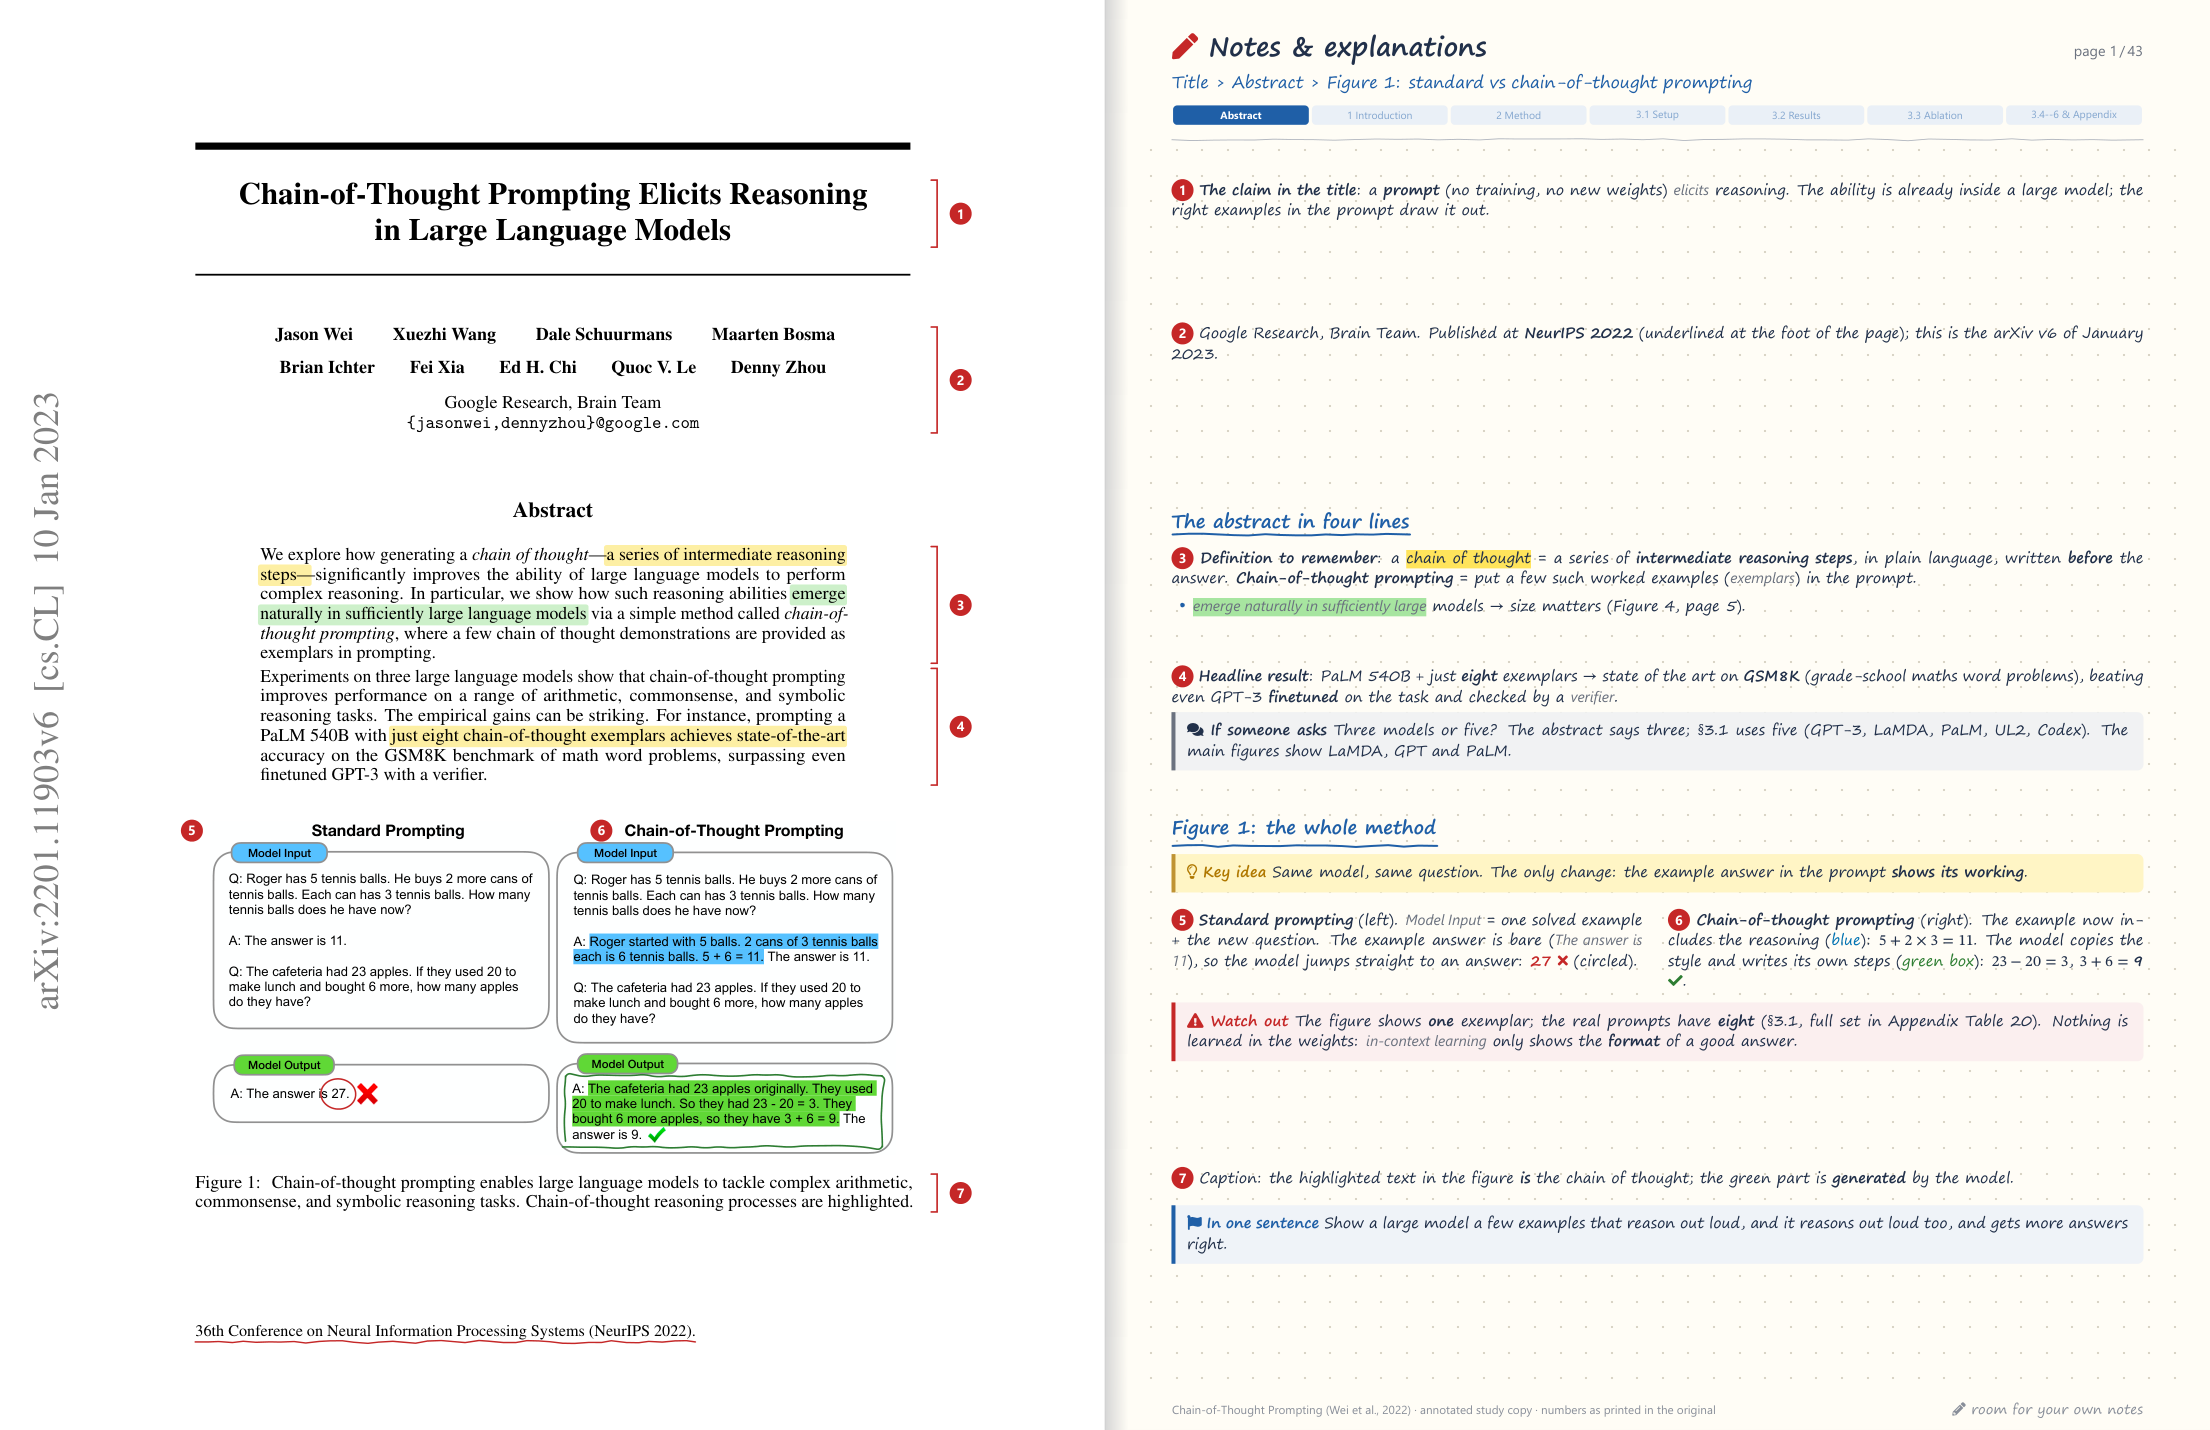 arXiv:2201.11903v6 [cs.CL] 10 Jan 2023
Chain-of-Thought Prompting Elicits Reasoning
in Large Language Models
1
Jason Wei Xuezhi Wang Dale Schuurmans Maarten Bosma
Brian Ichter Fei Xia Ed H. Chi Quoc V. Le Denny Zhou
2
Google Research, Brain Team
{jasonwei,dennyzhou}@google.com
Abstract
We explore how generating a chain of thought—a series of intermediate reasoning
steps—significantly improves the ability of large language models to perform
complex reasoning. In particular, we show how such reasoning abilities emerge
naturally in sufficiently large language models via a simple method called chain-of-
thought prompting, where a few chain of thought demonstrations are provided as
exemplars in prompting.
3
Experiments on three large language models show that chain-of-thought prompting
improves performance on a range of arithmetic, commonsense, and symbolic
reasoning tasks. The empirical gains can be striking. For instance, prompting a
PaLM 540B with just eight chain-of-thought exemplars achieves state-of-the-art
accuracy on the GSM8K benchmark of math word problems, surpassing even
finetuned GPT-3 with a verifier.
4
5 Standard Prompting
Model Input
Q: Roger has 5 tennis balls. He buys 2 more cans of
tennis balls. Each can has 3 tennis balls. How many
tennis balls does he have now?
A: The answer is 11.
Q: The cafeteria had 23 apples. If they used 20 to
make lunch and bought 6 more, how many apples
do they have?
Model Output
A: The answer is 27.
6 Chain-of-Thought Prompting
Model Input
Q: Roger has 5 tennis balls. He buys 2 more cans of
tennis balls. Each can has 3 tennis balls. How many
tennis balls does he have now?
A: Roger started with 5 balls. 2 cans of 3 tennis balls
each is 6 tennis balls. 5 + 6 = 11. The answer is 11.
Q: The cafeteria had 23 apples. If they used 20 to
make lunch and bought 6 more, how many apples
do they have?
Model Output
A: The cafeteria had 23 apples originally. They used
20 to make lunch. So they had 23 - 20 = 3. They
bought 6 more apples, so they have 3 + 6 = 9. The
answer is 9.
Figure 1: Chain-of-thought prompting enables large language models to tackle complex arithmetic,
commonsense, and symbolic reasoning tasks. Chain-of-thought reasoning processes are highlighted.
7
36th Conference on Neural Information Processing Systems (NeurIPS 2022).
Notes & explanations
page 1 / 43
Title > Abstract > Figure 1: standard vs chain-of-thought prompting
Abstract 1 Introduction 2 Method 3.1 Setup 3.2 Results 3.3 Ablation 3.4--6 & Appendix
1 The claim in the title: a prompt (no training, no new weights) elicits reasoning. The ability is already inside a large model; the
right examples in the prompt draw it out.
2 Google Research, Brain Team. Published at NeurIPS 2022 (underlined at the foot of the page); this is the arXiv v6 of January
2023.
The abstract in four lines
3 Definition to remember: a chain of thought = a series of intermediate reasoning steps, in plain language, written before the
answer. Chain-of-thought prompting = put a few such worked examples (exemplars) in the prompt.
• emerge naturally in sufficiently large models → size matters (Figure 4, page 5).
4 Headline result: PaLM 540B + just eight exemplars → state of the art on GSM8K (grade-school maths word problems), beating
even GPT-3 finetuned on the task and checked by a verifier.
If someone asks Three models or five? The abstract says three; §3.1 uses five (GPT-3, LaMDA, PaLM, UL2, Codex). The
main figures show LaMDA, GPT and PaLM.
Figure 1: the whole method
Key idea Same model, same question. The only change: the example answer in the prompt shows its working.
5 Standard prompting (left). Model Input = one solved example
+ the new question. The example answer is bare (The answer is
11), so the model jumps straight to an answer: 27 ✖ (circled).
6 Chain-of-thought prompting (right). The example now in-
cludes the reasoning (blue): 5 + 2 × 3 = 11. The model copies the
style and writes its own steps (green box): 23 − 20 = 3, 3 + 6 = 9
✔.
Watch out The figure shows one exemplar; the real prompts have eight (§3.1, full set in Appendix Table 20). Nothing is
learned in the weights: in-context learning only shows the format of a good answer.
7 Caption: the highlighted text in the figure is the chain of thought; the green part is generated by the model.
In one sentence Show a large model a few examples that reason out loud, and it reasons out loud too, and gets more answers
right.
Chain-of-Thought Prompting (Wei et al., 2022) · annotated study copy · numbers as printed in the original
room for your own notes